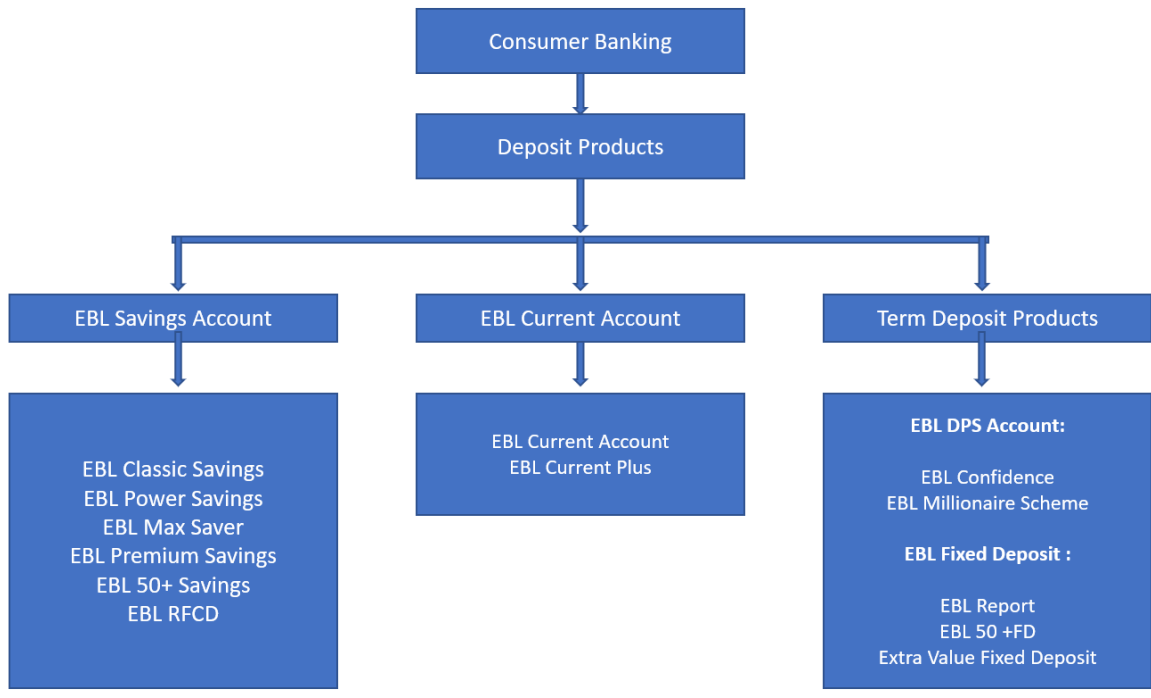 Consumer Banking
Deposit Products
EBL Savings Account
EBL Current Account
Term Deposit Products
EBL Classic Savings
EBL Power Savings
EBL Max Saver
EBL Premium Savings
EBL 50+ Savings
EBL RFCD
EBL Current Account
EBL Current Plus
EBL DPS Account:
EBL Confidence
EBL Millionaire Scheme
EBL Fixed Deposit :
EBL Report
EBL 50 +FD
Extra Value Fixed Deposit